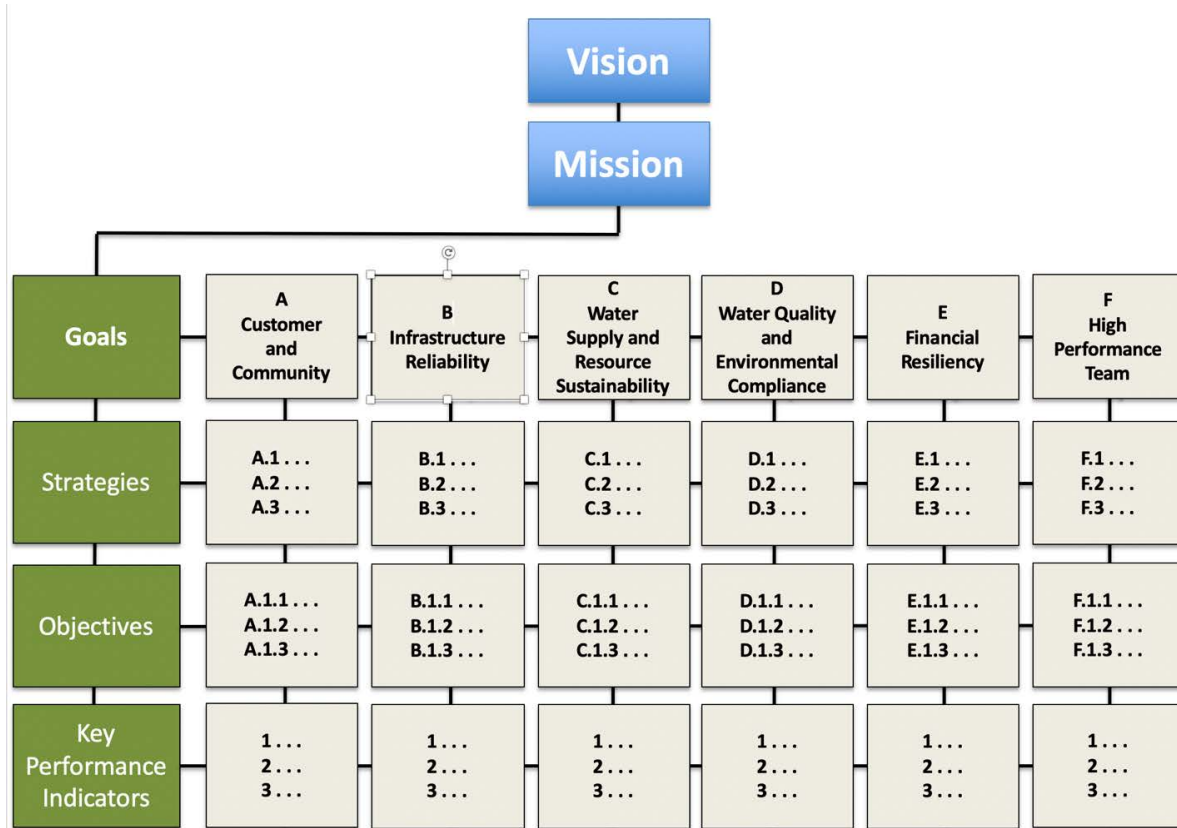 Vision
Mission
Goals
A
Customer
and
Community
B
Infrastructure
Reliability
C
Water
Supply and
Resource
Sustainability
D
Water Quality
and
Environmental
Compliance
E
Financial
Resiliency
F
High
Performance
Team
Strategies
A.1 . . .
A.2 . . .
A.3 . . .
B.1 . . .
B.2 . . .
B.3 . . .
C.1 . . .
C.2 . . .
C.3 . . .
D.1 . . .
D.2 . . .
D.3 . . .
E.1 . . .
E.2 . . .
E.3 . . .
F.1 . . .
F.2 . . .
F.3 . . .
Objectives
A.1.1 . . .
A.1.2 . . .
A.1.3 . . .
B.1.1 . . .
B.1.2 . . .
B.1.3 . . .
C.1.1 . . .
C.1.2 . . .
C.1.3 . . .
D.1.1 . . .
D.1.2 . . .
D.1.3 . . .
E.1.1 . . .
E.1.2 . . .
E.1.3 . . .
F.1.1 . . .
F.1.2 . . .
F.1.3 . . .
Key
Performance
Indicators
1 . . .
2 . . .
3 . . .
1 . . .
2 . . .
3 . . .
1 . . .
2 . . .
3 . . .
1 . . .
2 . . .
3 . . .
1 . . .
2 . . .
3 . . .
1 . . .
2 . . .
3 . . .